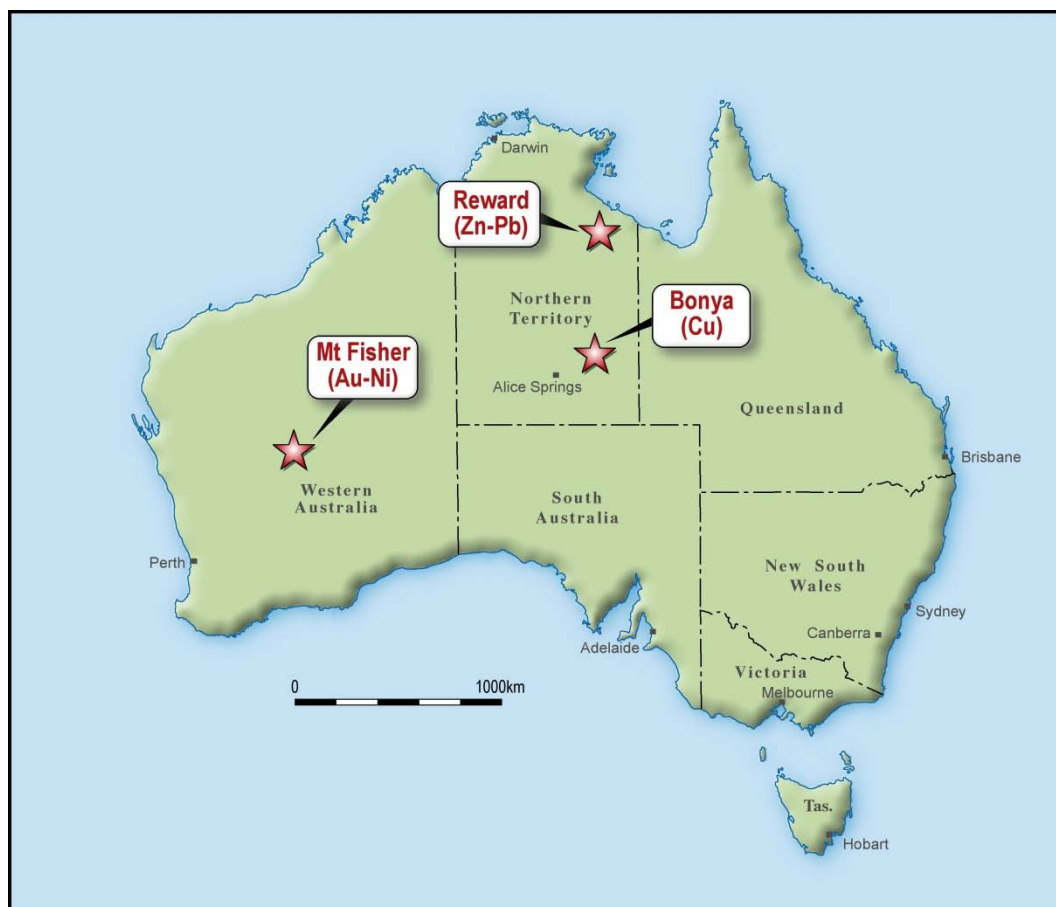 Darwin
Reward
(Zn-Pb)
Northern
Territory
Bonya
(Cu)
Mt Fisher
(Au-Ni)
Alice Springs
Queensland
Brisbane
Western
Australia
South
Australia
Perth
New South
Wales
Sydney
Canberra
Adelaide
Victoria
Melbourne
0 1000km
Tas.
Hobart